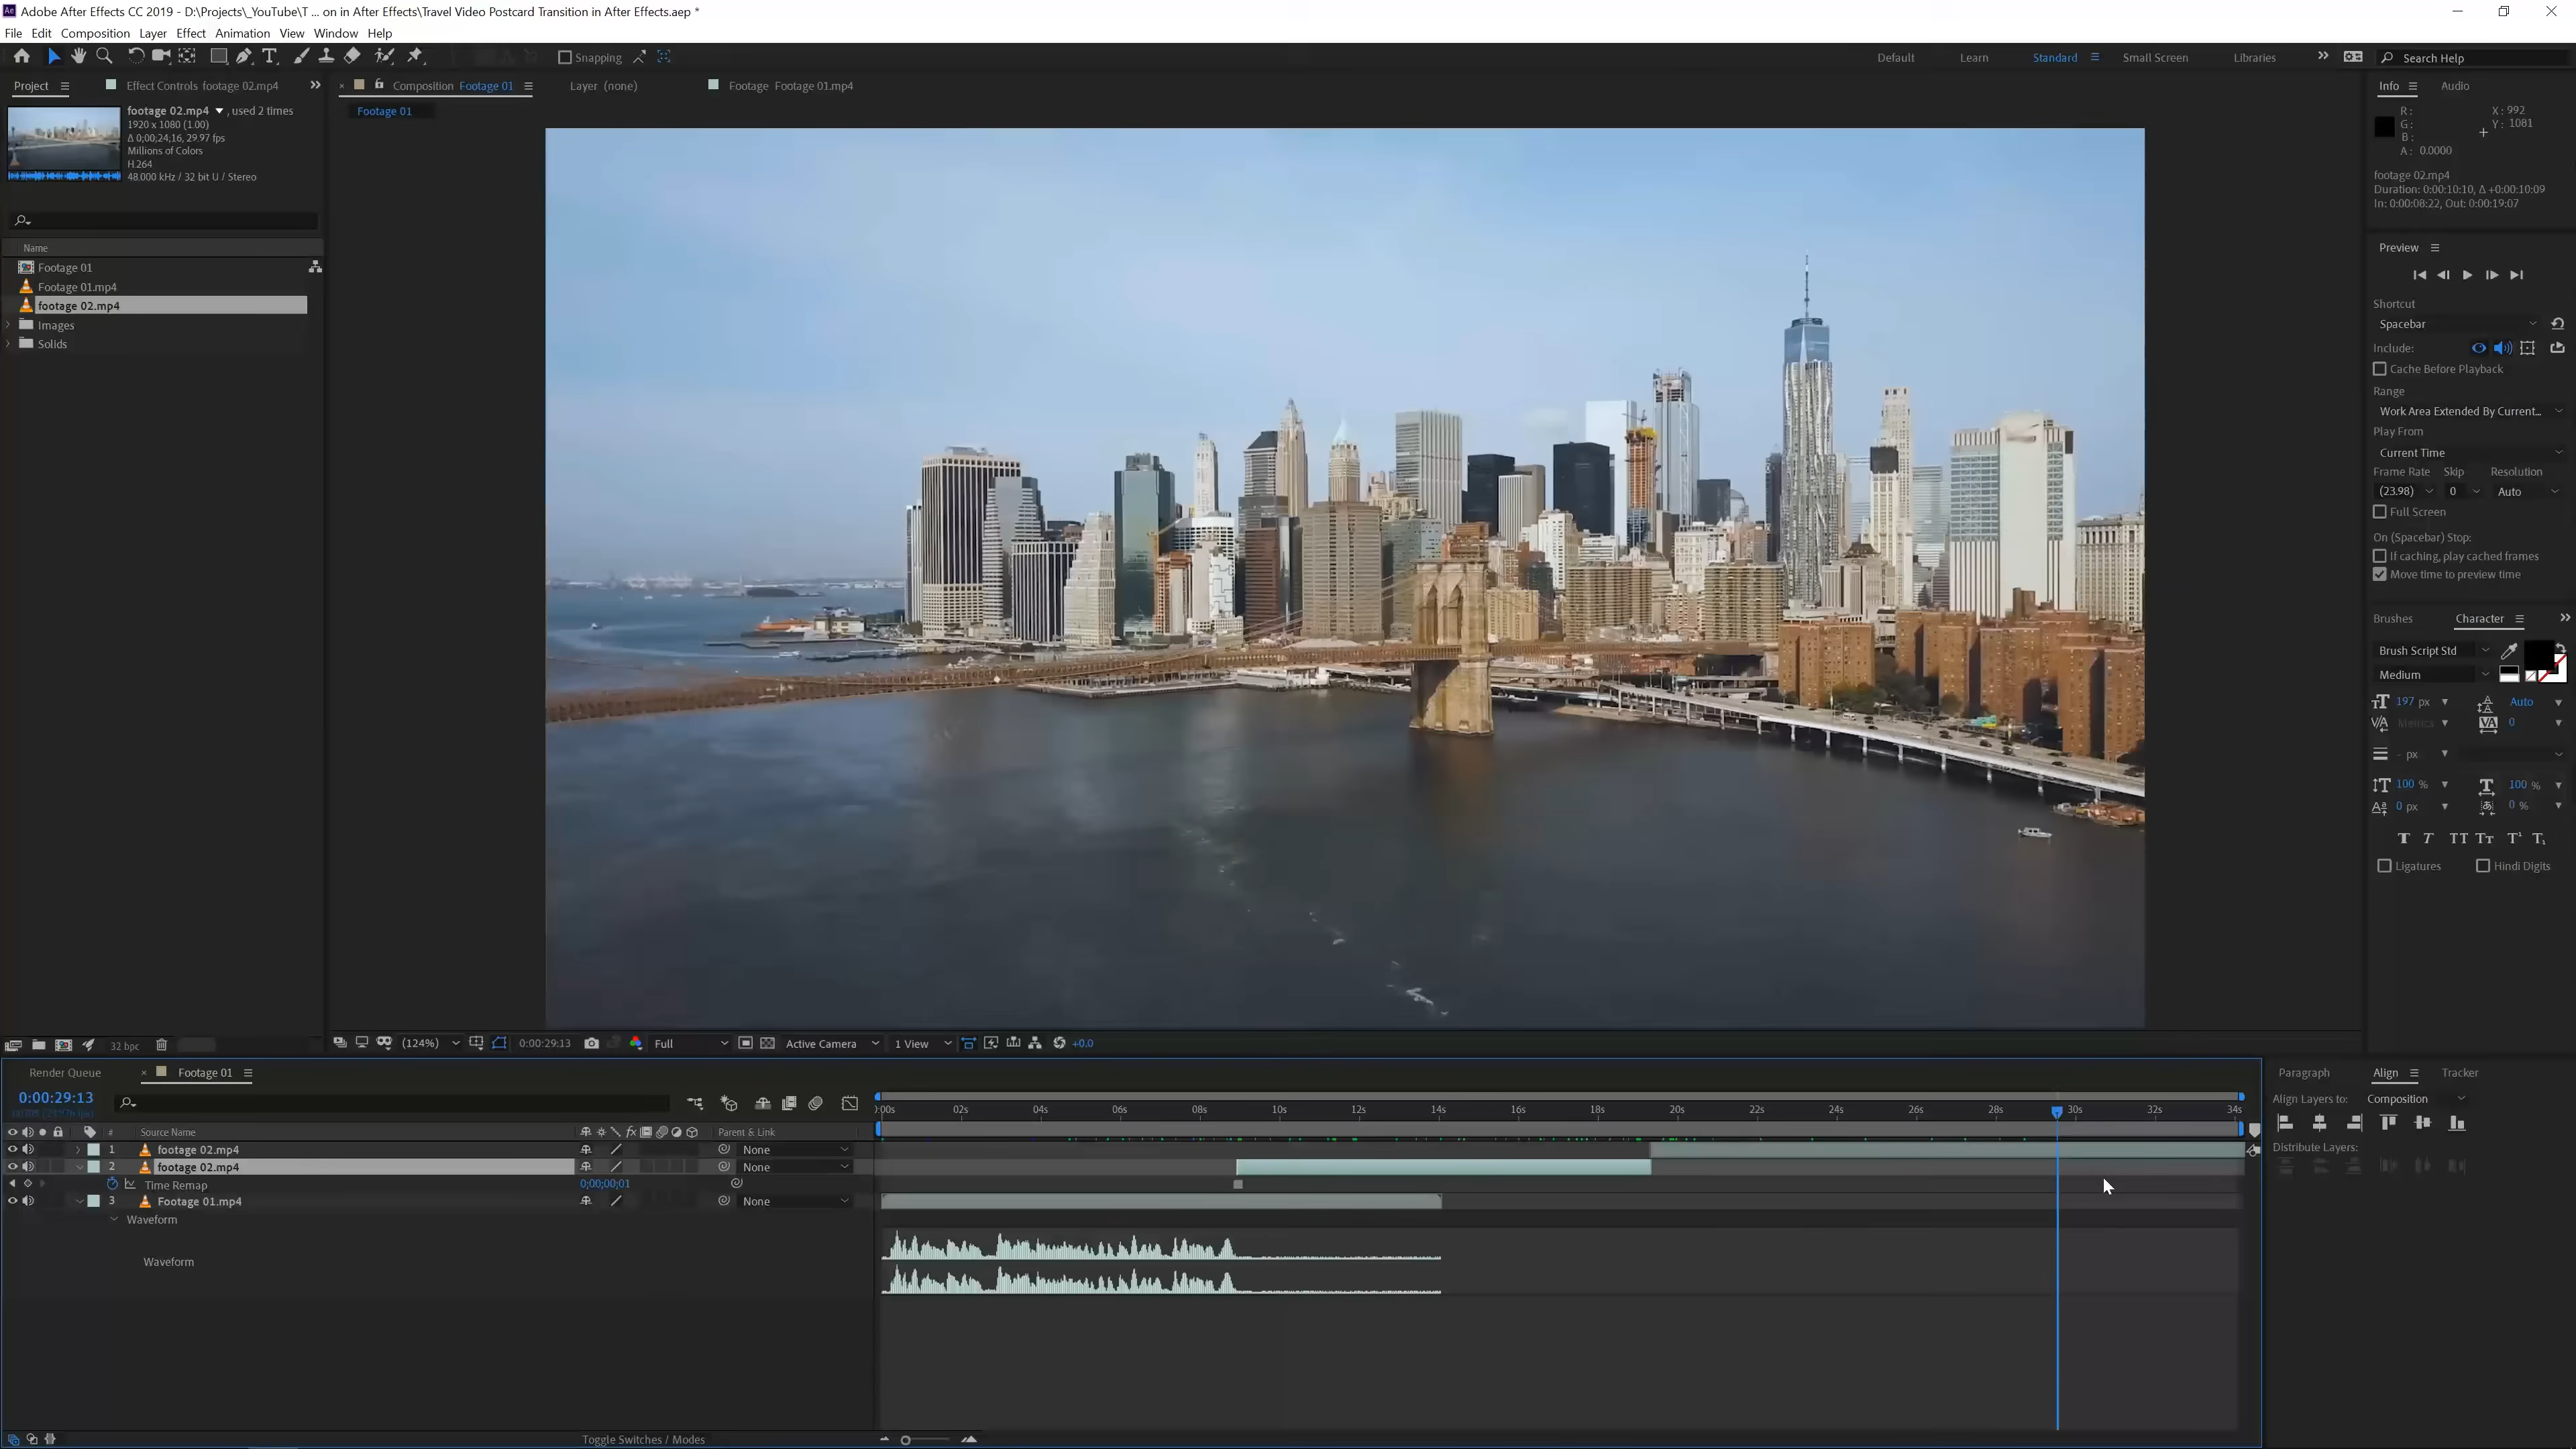 Adobe After Effects CC 2019 - D:\Projects\_YouTube\T ... on in After Effects\Travel Video Postcard Transition in After Effects.aep *
File Edit Composition Layer Effect Animation View Window Help
Snapping
Default Learn Standard Small Screen Libraries
Search Help
Project
Effect Controls footage 02.mp4
Composition Footage 01
Layer (none)
Footage Footage 01.mp4
Footage 01
footage 02.mp4 , used 2 times
1920 x 1080 (1.00)
Δ 0;00;24;16, 29.97 fps
Millions of Colors
H.264
48.000 kHz / 32 bit U / Stereo
Name
Footage 01
Footage 01.mp4
footage 02.mp4
Images
Solids
32 bpc
(124%)
0:00:29:13
Full
Active Camera
1 View
+0.0
Info Audio
R:
G:
B:
A: 0.0000
X: 992
Y: 1081
footage 02.mp4
Duration: 0:00:10:10, Δ +0:00:10:09
In: 0:00:08:22, Out: 0:00:19:07
Preview
Shortcut
Spacebar
Include:
Cache Before Playback
Range
Work Area Extended By Current...
Play From
Current Time
Frame Rate Skip Resolution
(23.98) 0 Auto
Full Screen
On (Spacebar) Stop:
If caching, play cached frames
Move time to preview time
Brushes Character
Brush Script Std
Medium
197 px Auto
Metrics 0
- px
100 % 100 %
0 px 0 %
Ligatures Hindi Digits
Render Queue
Footage 01
0:00:29:13
0:00s 02s 04s 06s 08s 10s 12s 14s 16s 18s 20s 22s 24s 26s 28s 30s 32s 34s
# Source Name Parent & Link
1 footage 02.mp4 None
2 footage 02.mp4 None
Time Remap 0;00;00;01
3 Footage 01.mp4 None
Waveform
Waveform
Toggle Switches / Modes
Paragraph Align Tracker
Align Layers to: Composition
Distribute Layers: